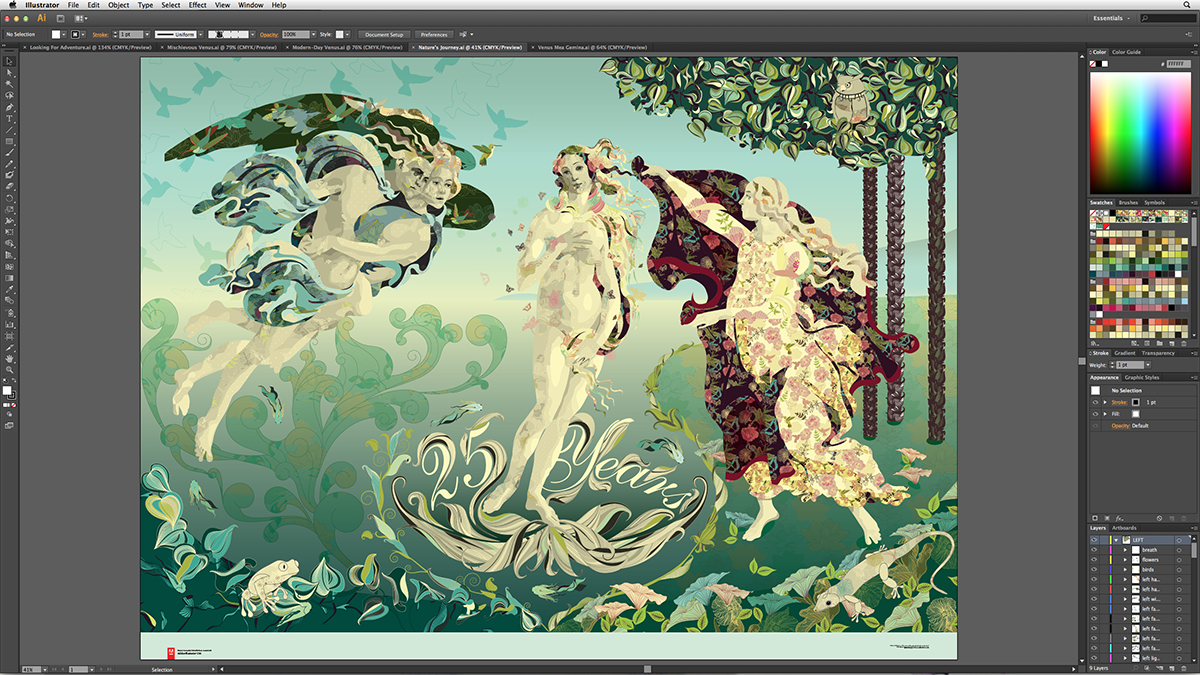 Illustrator File Edit Object Type Select Effect View Window Help
Ai Essentials
No Selection Stroke: 1 pt Uniform Opacity: 100% Style: Document Setup Preferences
Looking For Adventure.ai @ 134% (CMYK/Preview) Mischievous Venus.ai @ 79% (CMYK/Preview) Modern-Day Venus.ai @ 76% (CMYK/Preview) Nature's Journey.ai @ 41% (CMYK/Preview) Venus Mea Gemina.ai @ 64% (CMYK/Preview)
Color Color Guide
# FFFFFF
Swatches Brushes Symbols
25 Years
Stroke Gradient Transparency
Weight: 1 pt
Appearance Graphic Styles
No Selection
Stroke: 1 pt
Fill:
Opacity: Default
Layers Artboards
LEFT
breath
flowers
birds
left ha...
left ha...
left wi...
left fa...
left fa...
left fa...
left fa...
left fa...
left lig...
9 Layers
41% 1 Selection